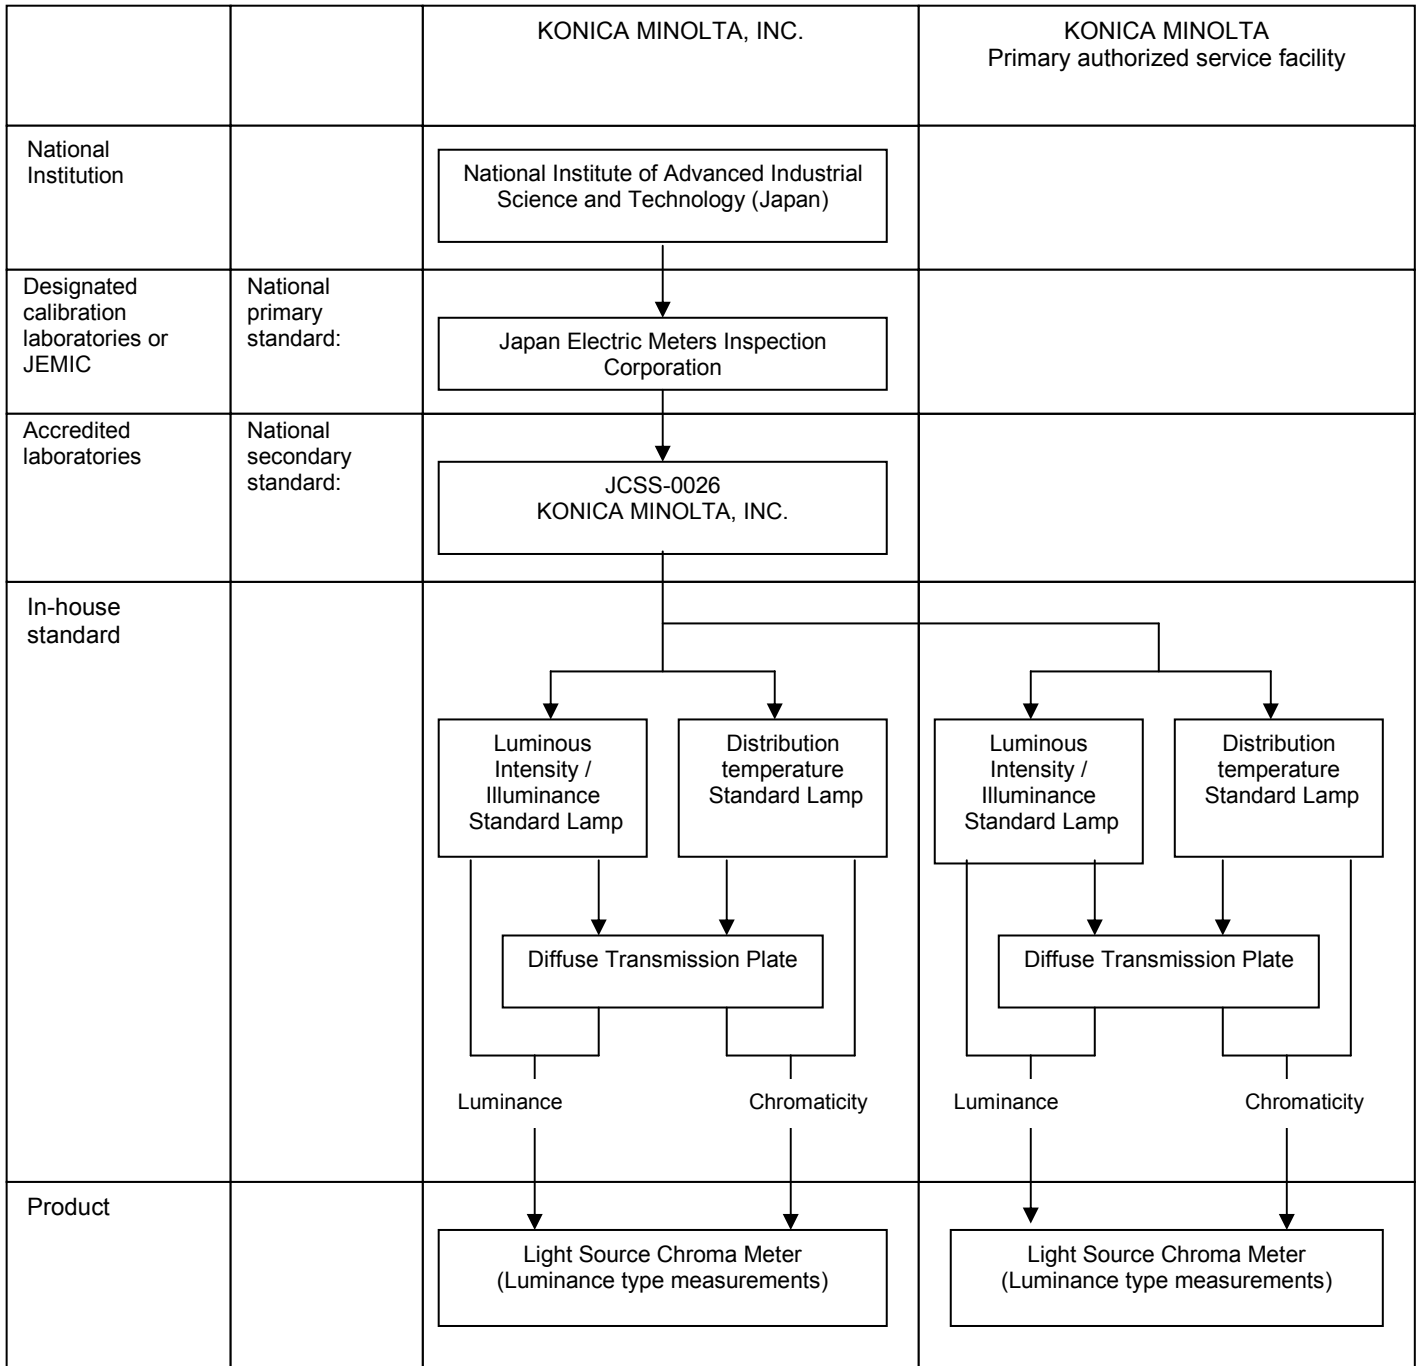 KONICA MINOLTA, INC.
KONICA MINOLTA
Primary authorized service facility
National
Institution
National Institute of Advanced Industrial
Science and Technology (Japan)
Designated
calibration
laboratories or
JEMIC
National
primary
standard:
Japan Electric Meters Inspection
Corporation
Accredited
laboratories
National
secondary
standard:
JCSS-0026
KONICA MINOLTA, INC.
In-house
standard
Luminous
Intensity /
Illuminance
Standard Lamp
Distribution
temperature
Standard Lamp
Luminous
Intensity /
Illuminance
Standard Lamp
Distribution
temperature
Standard Lamp
Diffuse Transmission Plate
Diffuse Transmission Plate
Luminance
Chromaticity
Luminance
Chromaticity
Product
Light Source Chroma Meter
(Luminance type measurements)
Light Source Chroma Meter
(Luminance type measurements)